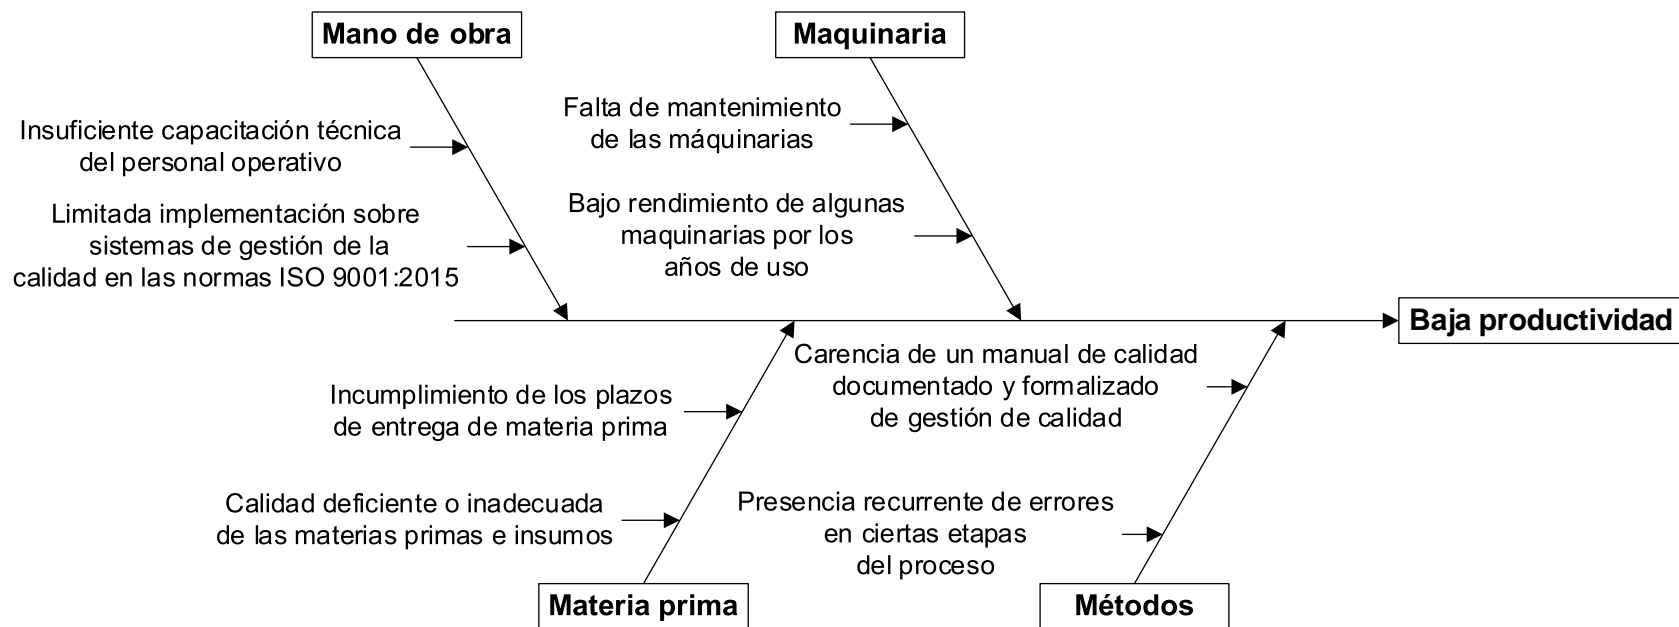 Mano de obra
Maquinaria
Insuficiente capacitación técnica
del personal operativo
Falta de mantenimiento
de las máquinarias
Limitada implementación sobre
sistemas de gestión de la
calidad en las normas ISO 9001:2015
Bajo rendimiento de algunas
maquinarias por los
años de uso
Baja productividad
Incumplimiento de los plazos
de entrega de materia prima
Carencia de un manual de calidad
documentado y formalizado
de gestión de calidad
Calidad deficiente o inadecuada
de las materias primas e insumos
Presencia recurrente de errores
en ciertas etapas
del proceso
Materia prima
Métodos